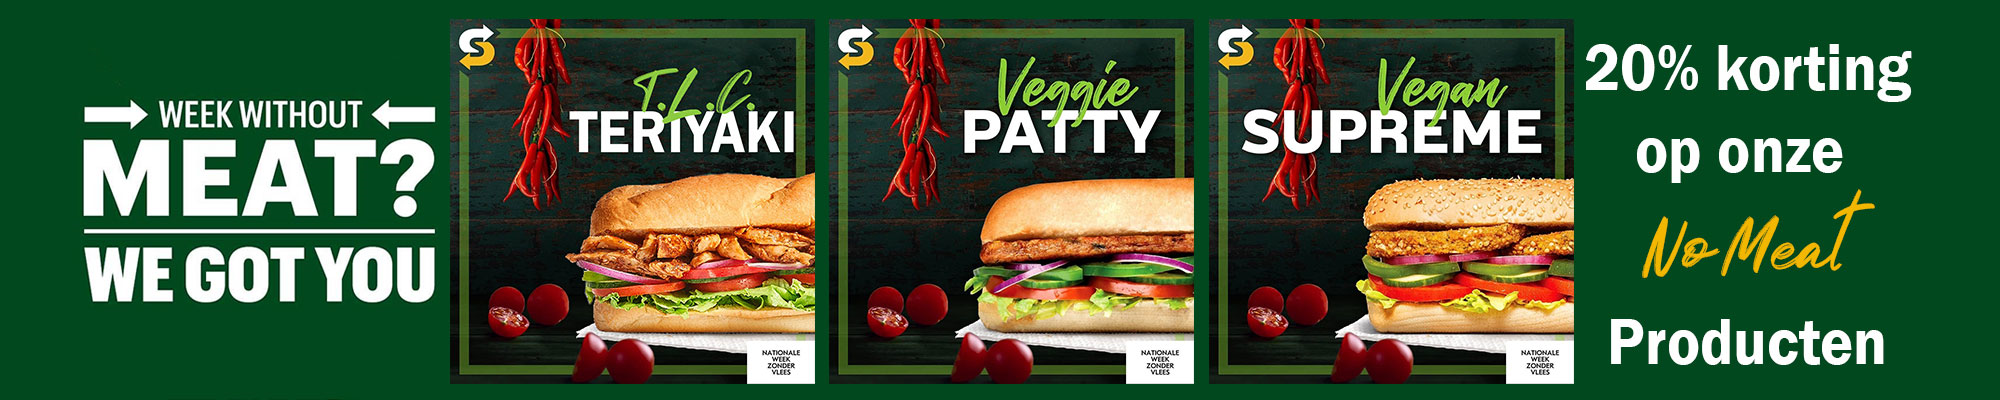 WEEK WITHOUT
MEAT?
WE GOT YOU
T.L.C.
TERIYAKI
NATIONALE
WEEK
ZONDER
VLEES
Veggie
PATTY
NATIONALE
WEEK
ZONDER
VLEES
Vegan
SUPREME
NATIONALE
WEEK
ZONDER
VLEES
20% korting
op onze
No Meat
Producten